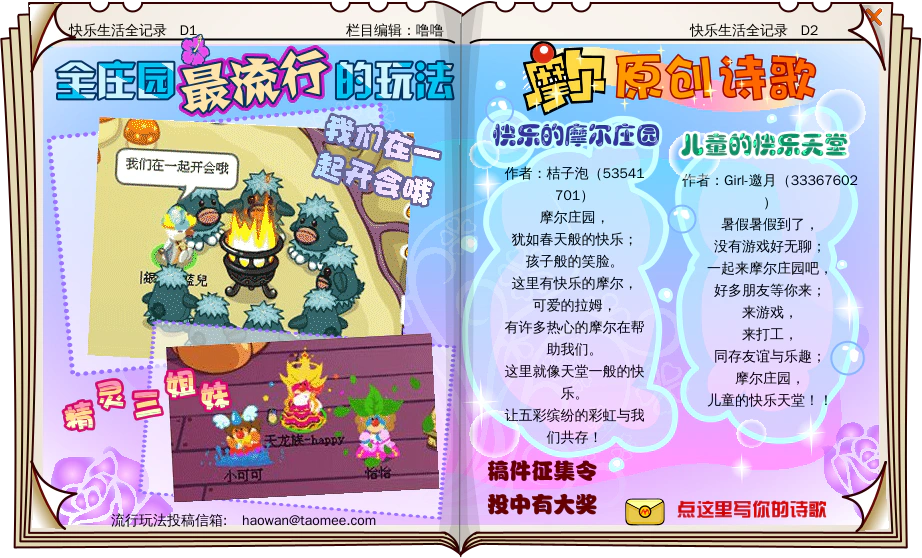 快乐生活全记录 D1
栏目编辑：噜噜
全庄园最流行的玩法
我们在一
起开会哦
我们在一起开会哦
精灵三姐妹
天龙族-happy
小可可
恰恰
流行玩法投稿信箱: haowan@taomee.com
快乐生活全记录 D2
摩尔原创诗歌
快乐的摩尔庄园
作者：桔子泡（53541
701）
摩尔庄园，
犹如春天般的快乐；
孩子般的笑脸。
这里有快乐的摩尔，
可爱的拉姆，
有许多热心的摩尔在帮
助我们。
这里就像天堂一般的快
乐。
让五彩缤纷的彩虹与我
们共存！
儿童的快乐天堂
作者：Girl-邀月（33367602
）
暑假暑假到了，
没有游戏好无聊；
一起来摩尔庄园吧，
好多朋友等你来；
来游戏，
来打工，
同存友谊与乐趣；
摩尔庄园，
儿童的快乐天堂！！
稿件征集令
投中有大奖
点这里写你的诗歌